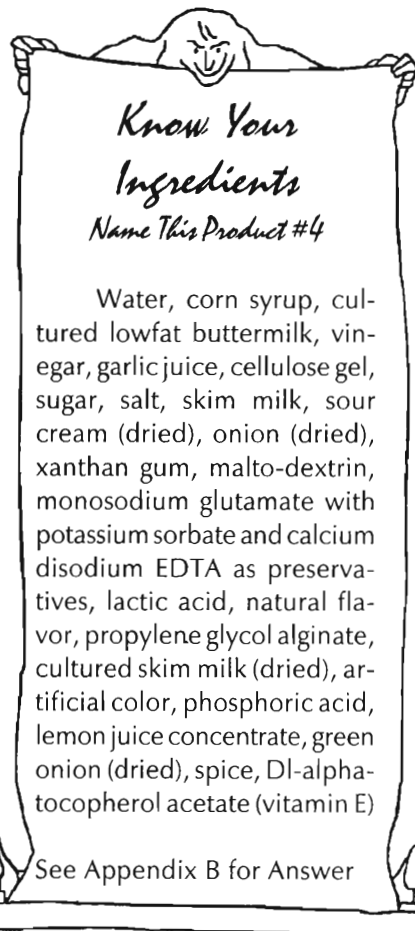 Know Your
Ingredients
Name This Product #4
Water, corn syrup, cul-
tured lowfat buttermilk, vin-
egar, garlic juice, cellulose gel,
sugar, salt, skim milk, sour
cream (dried), onion (dried),
xanthan gum, malto-dextrin,
monosodium glutamate with
potassium sorbate and calcium
disodium EDTA as preserva-
tives, lactic acid, natural fla-
vor, propylene glycol alginate,
cultured skim milk (dried), ar-
tificial color, phosphoric acid,
lemon juice concentrate, green
onion (dried), spice, Dl-alpha-
tocopherol acetate (vitamin E)
See Appendix B for Answer